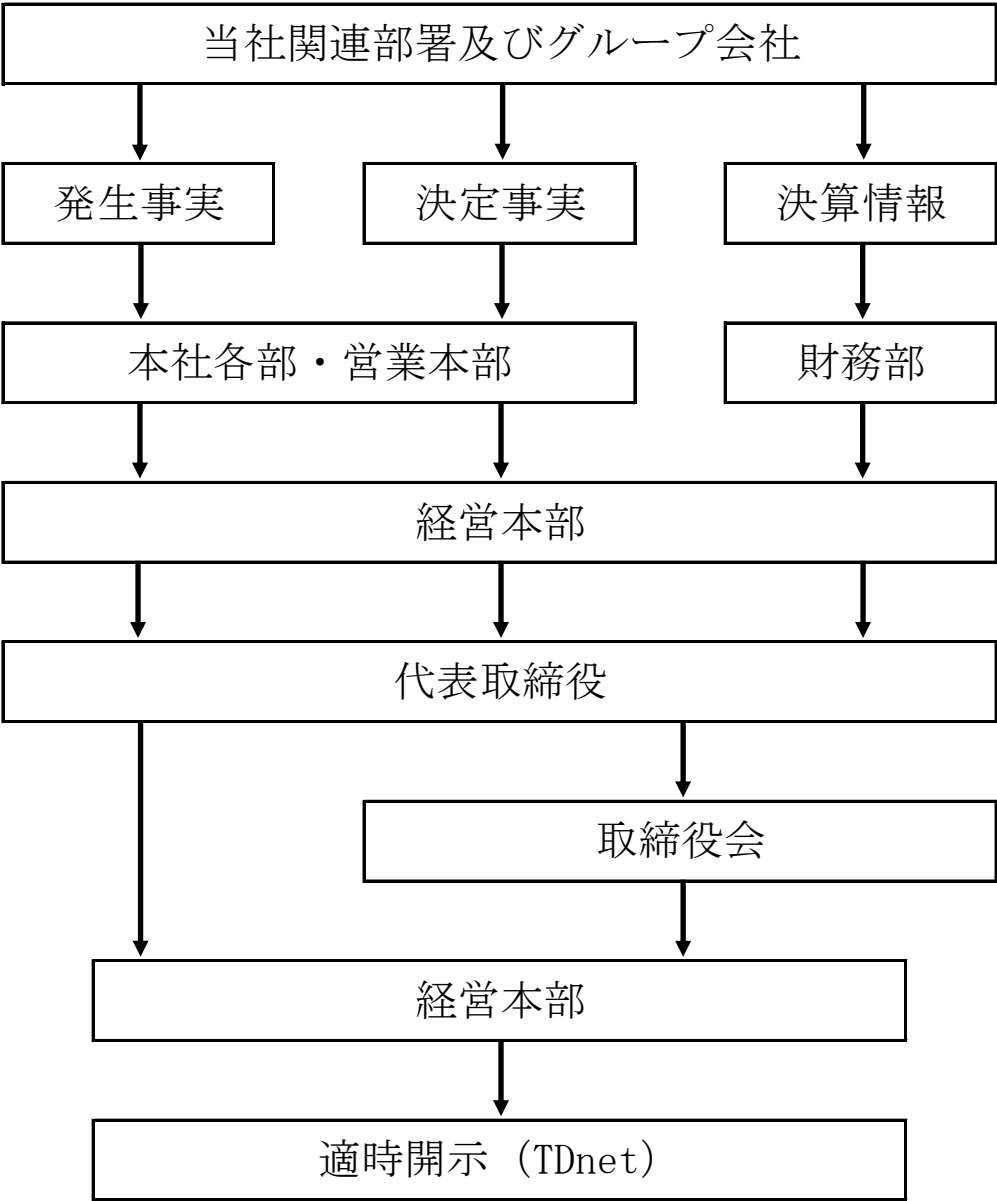 当社関連部署及びグループ会社
発生事実
決定事実
決算情報
本社各部・営業本部
財務部
経営本部
代表取締役
取締役会
経営本部
適時開示（TDnet）